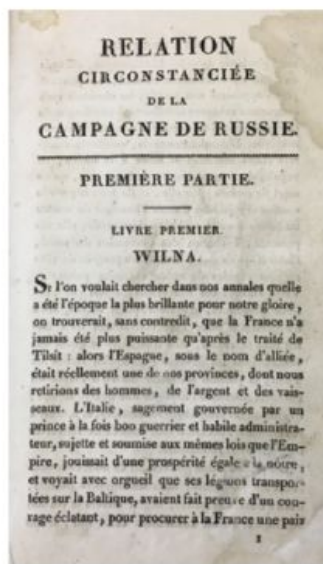 RELATION
CIRCONSTANCIÉE
DE LA
CAMPAGNE DE RUSSIE.
PREMIÈRE PARTIE.
LIVRE PREMIER.
WILNA.
SI l'on voulait chercher dans nos annales quelle
a été l'époque la plus brillante pour notre gloire,
on trouverait, sans contredit, que la France n'a
jamais été plus puissante qu'après le traité de
Tilsit : alors l'Espagne, sous le nom d'alliée,
était réellement une de nos provinces, dont nous
retirions des hommes, de l'argent et des vais-
seaux. L'Italie, sagement gouvernée par un
prince à la fois bon guerrier et habile administra-
teur, sujette et soumise aux mêmes lois que l'Em-
pire, jouissait d'une prospérité égale à la nôtre,
et voyait avec orgueil que ses légions transpor-
tées sur la Baltique, avaient fait preuve d'un cou-
rage éclatant, pour procurer à la France une paix
1